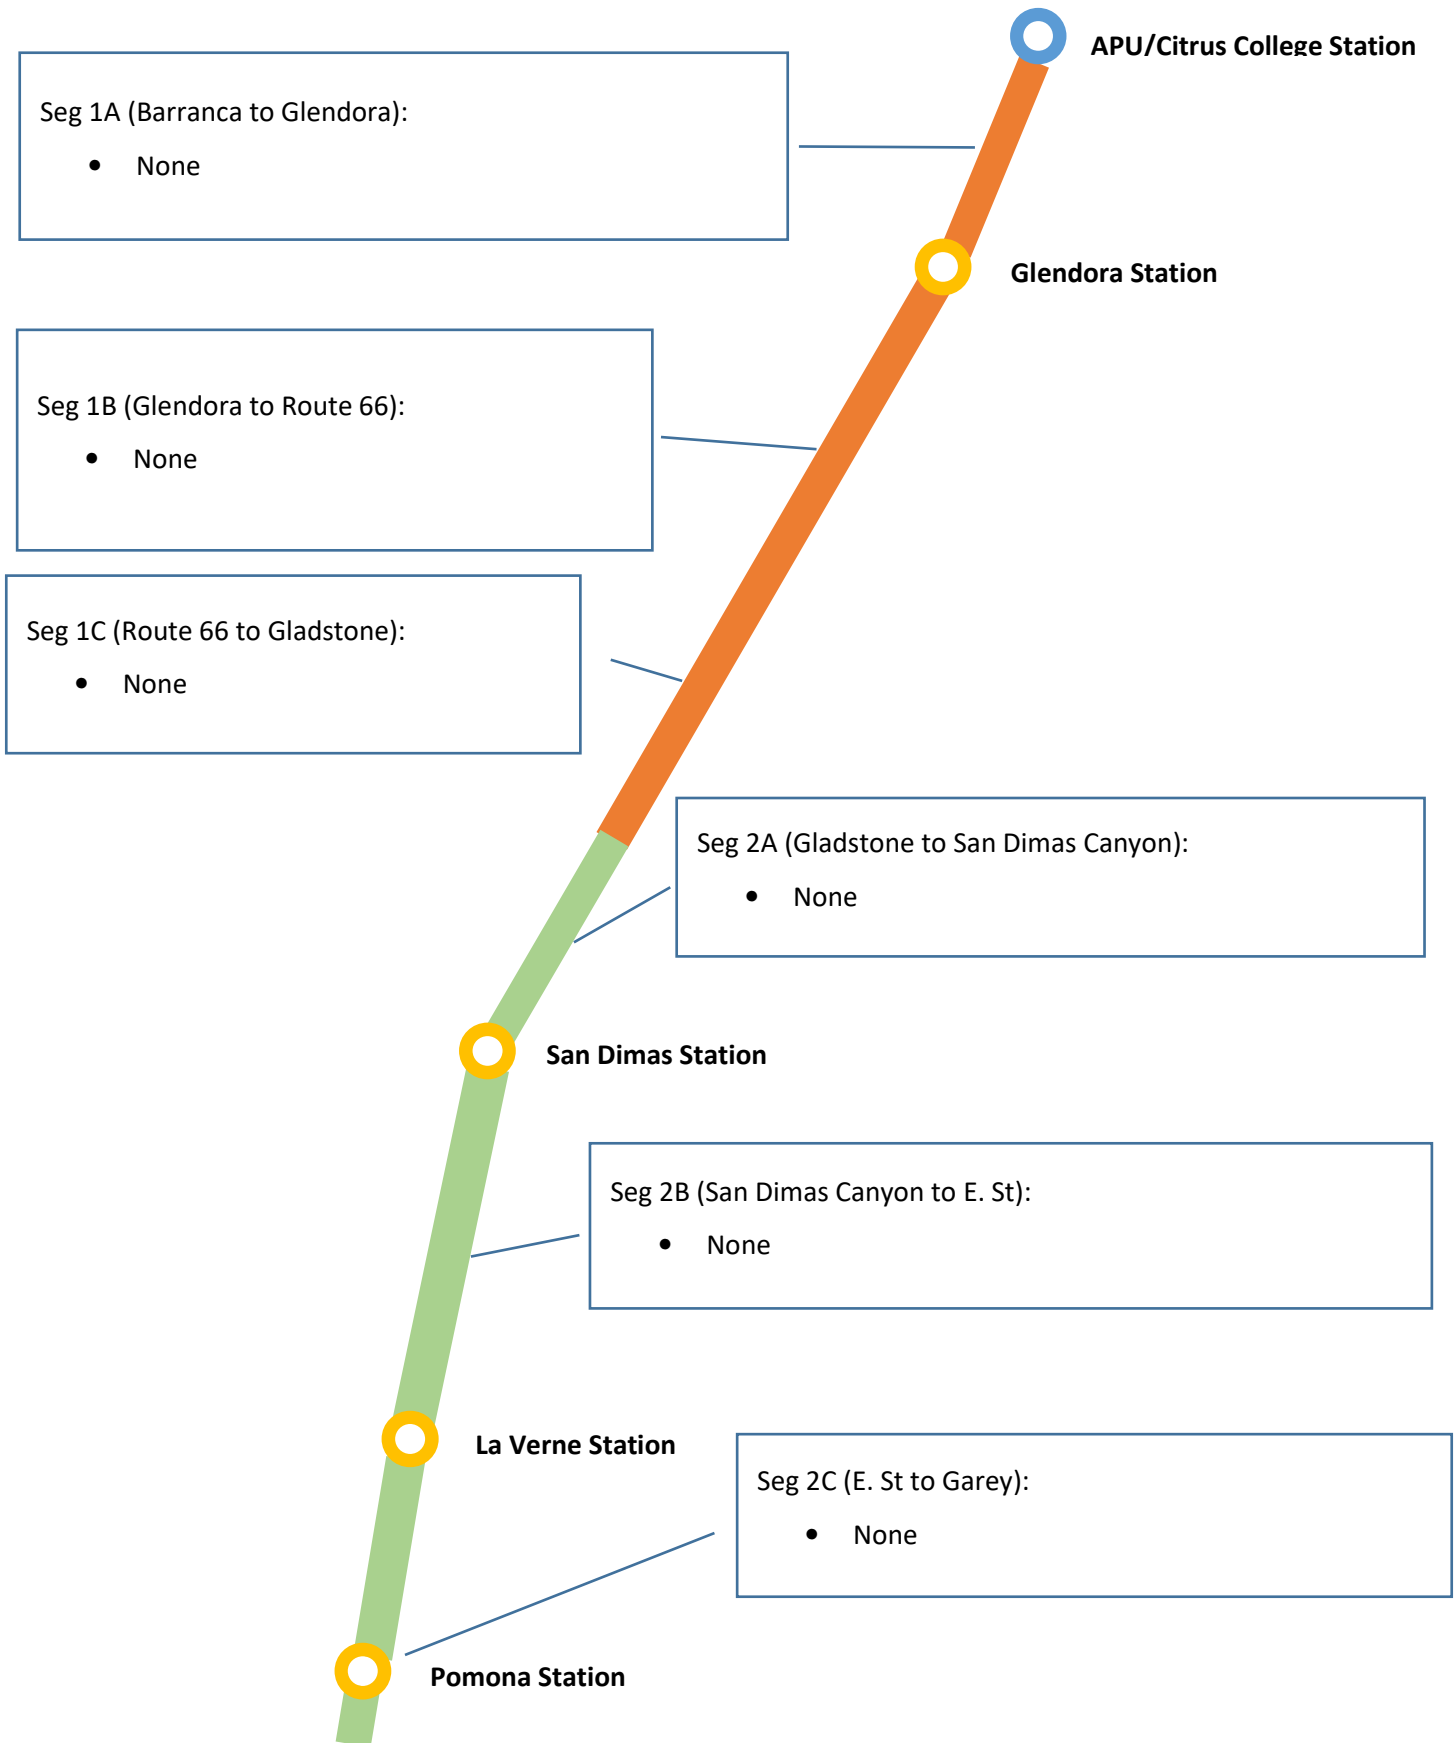 APU/Citrus College Station
Seg 1A (Barranca to Glendora):
• None
Glendora Station
Seg 1B (Glendora to Route 66):
• None
Seg 1C (Route 66 to Gladstone):
• None
Seg 2A (Gladstone to San Dimas Canyon):
• None
San Dimas Station
Seg 2B (San Dimas Canyon to E. St):
• None
La Verne Station
Seg 2C (E. St to Garey):
• None
Pomona Station